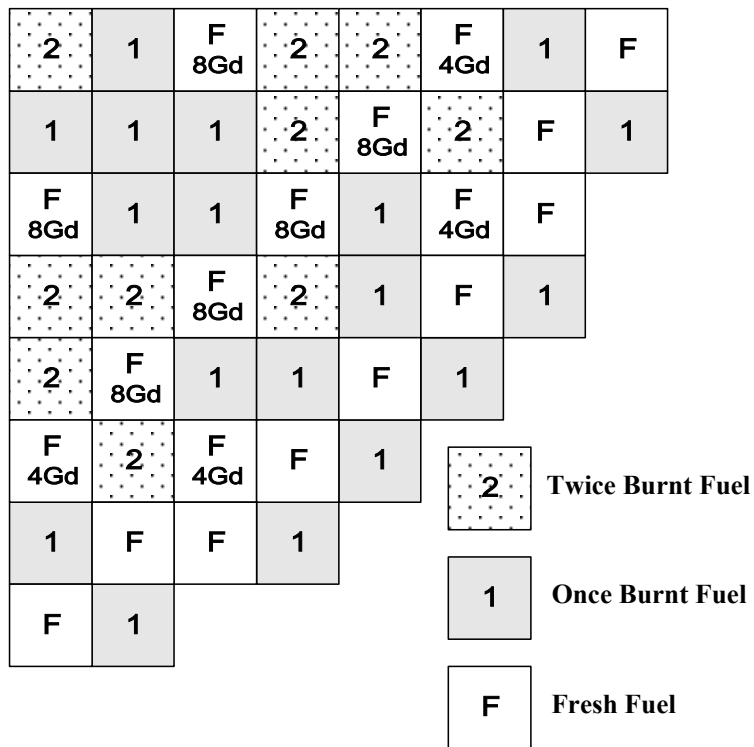 2 1 F 8Gd 2 2 F 4Gd 1 F
1 1 1 2 F 8Gd 2 F 1
F 8Gd 1 1 F 8Gd 1 F 4Gd F
2 2 F 8Gd 2 1 F 1
2 F 8Gd 1 1 F 1
F 4Gd 2 F 4Gd F 1
1 F F 1
F 1
2 Twice Burnt Fuel
1 Once Burnt Fuel
F Fresh Fuel